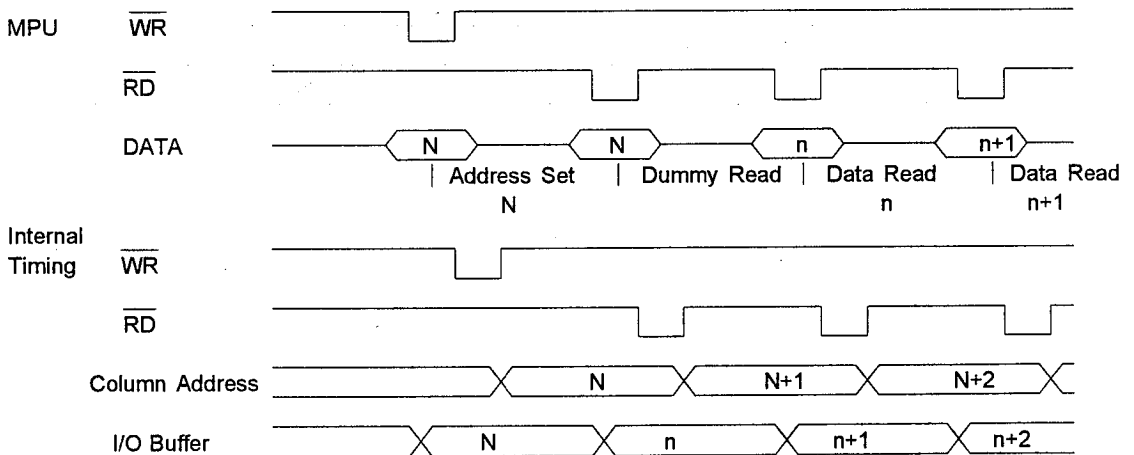 MPU WR
RD
DATA N N n n+1
Address Set Dummy Read Data Read Data Read
N n n+1
Internal
Timing WR
RD
Column Address N N+1 N+2
I/O Buffer N n n+1 n+2